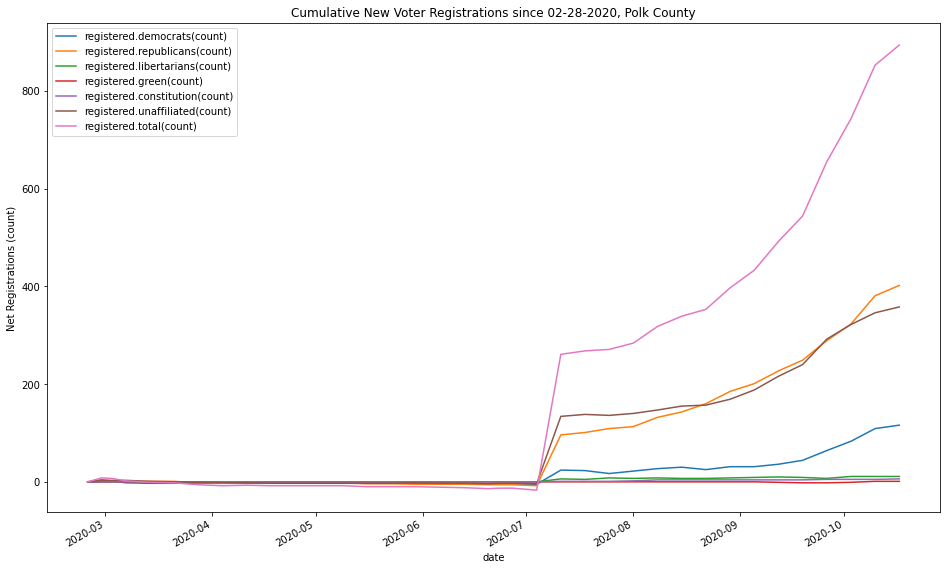 Cumulative New Voter Registrations since 02-28-2020, Polk County
registered.democrats(count)
registered.republicans(count)
registered.libertarians(count)
registered.green(count)
registered.constitution(count)
registered.unaffiliated(count)
registered.total(count)
Net Registrations (count)
800
600
400
200
0
2020-03
2020-04
2020-05
2020-06
2020-07
2020-08
2020-09
2020-10
date